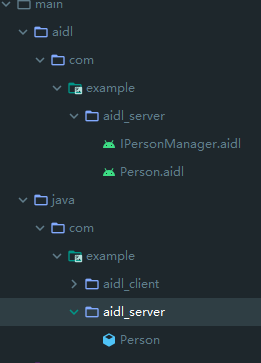 main
aidl
com
example
aidl_server
IPersonManager.aidl
Person.aidl
java
com
example
aidl_client
aidl_server
Person